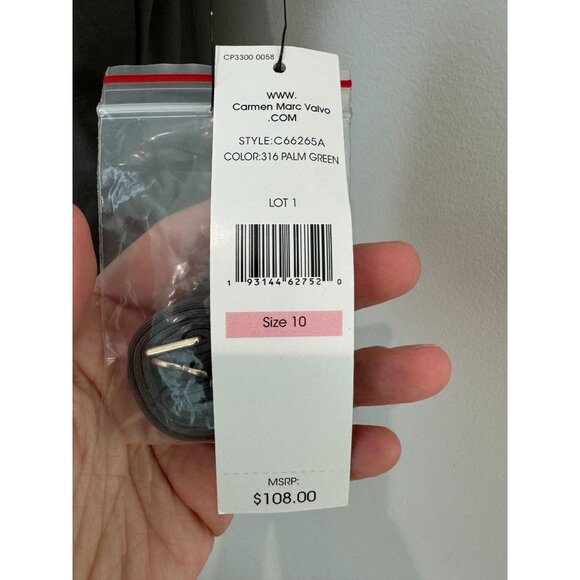 CP3300 0058
WWW.
Carmen Marc Valvo
.COM
STYLE:C66265A
COLOR:316 PALM GREEN
LOT 1
1 93144 62752 0
Size 10
MSRP:
$108.00